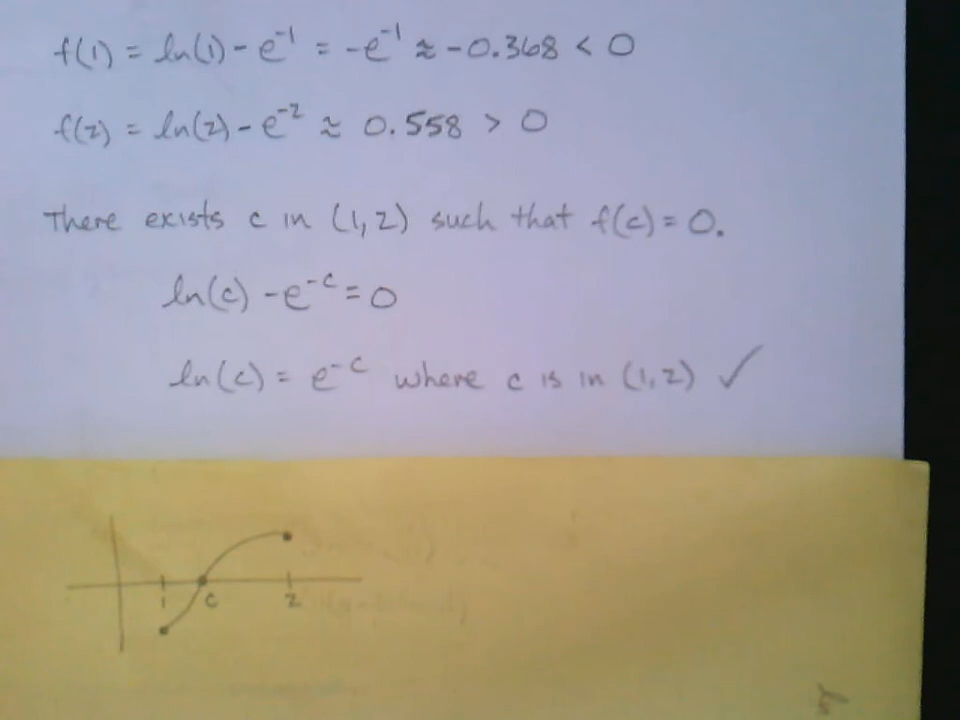 f(1) = ln(1) - e⁻¹ = -e⁻¹ ≈ -0.368 < 0
f(2) = ln(2) - e⁻² ≈ 0.558 > 0
There exists c in (1,2) such that f(c) = 0.
ln(c) - e⁻ᶜ = 0
ln(c) = e⁻ᶜ where c is in (1,2) ✓
1 c 2